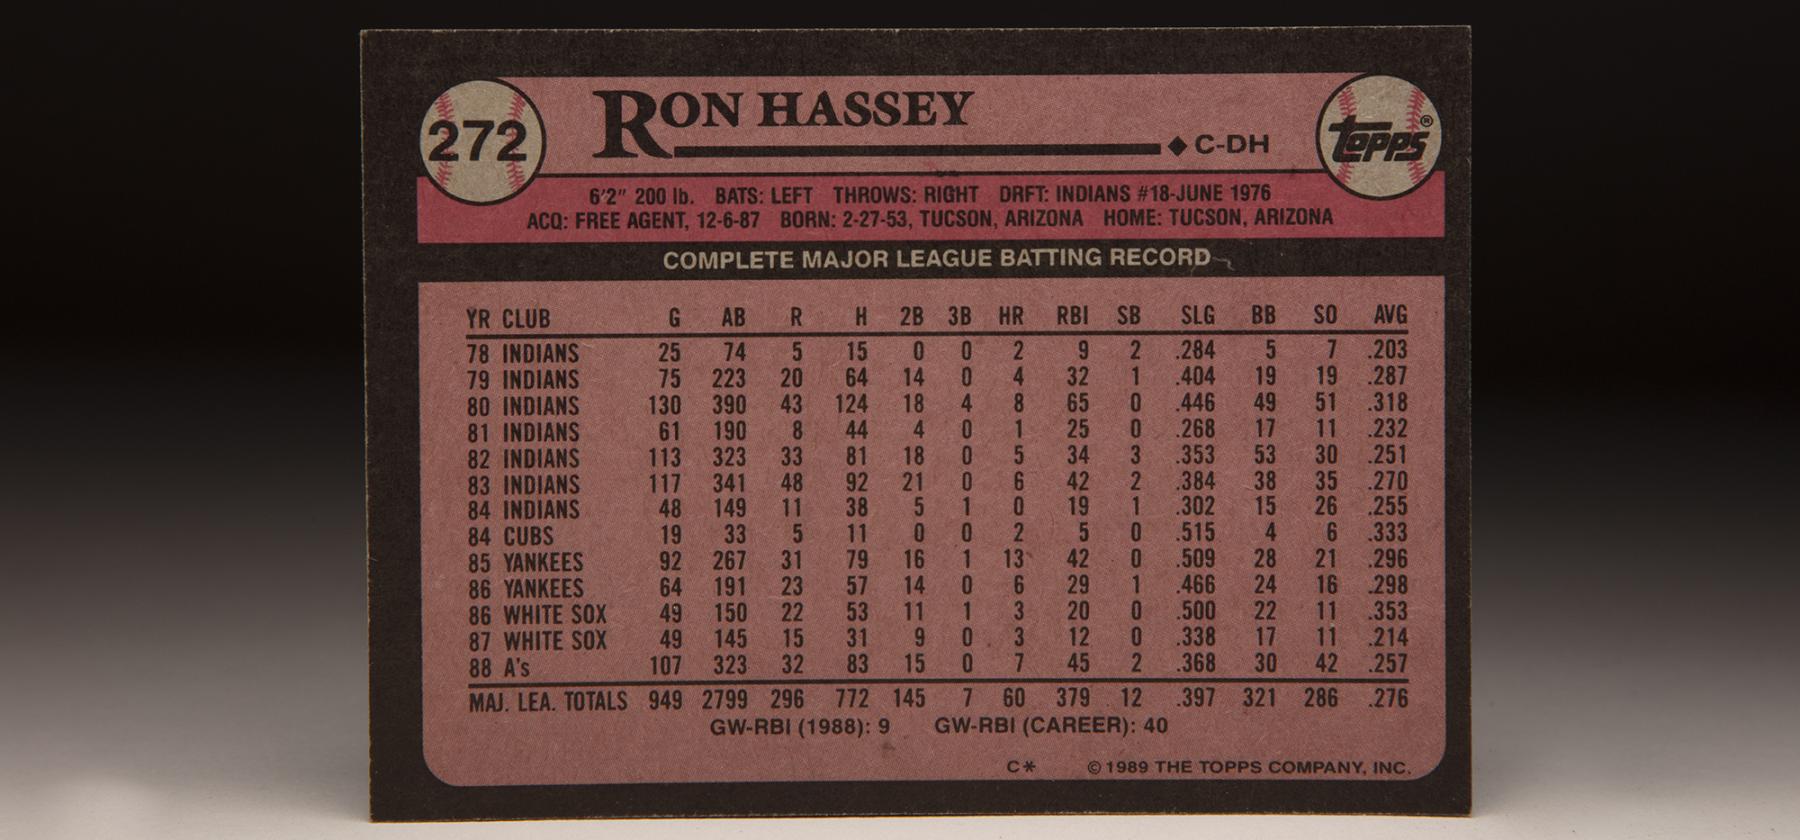 272
RON HASSEY
◆ C-DH
topps®
6'2" 200 lb. BATS: LEFT THROWS: RIGHT DRFT: INDIANS #18-JUNE 1976
ACQ: FREE AGENT, 12-6-87 BORN: 2-27-53, TUCSON, ARIZONA HOME: TUCSON, ARIZONA
COMPLETE MAJOR LEAGUE BATTING RECORD
YR CLUB G AB R H 2B 3B HR RBI SB SLG BB SO AVG
78 INDIANS 25 74 5 15 0 0 2 9 2 .284 5 7 .203
79 INDIANS 75 223 20 64 14 0 4 32 1 .404 19 19 .287
80 INDIANS 130 390 43 124 18 4 8 65 0 .446 49 51 .318
81 INDIANS 61 190 8 44 4 0 1 25 0 .268 17 11 .232
82 INDIANS 113 323 33 81 18 0 5 34 3 .353 53 30 .251
83 INDIANS 117 341 48 92 21 0 6 42 2 .384 38 35 .270
84 INDIANS 48 149 11 38 5 1 0 19 1 .302 15 26 .255
84 CUBS 19 33 5 11 0 0 2 5 0 .515 4 6 .333
85 YANKEES 92 267 31 79 16 1 13 42 0 .509 28 21 .296
86 YANKEES 64 191 23 57 14 0 6 29 1 .466 24 16 .298
86 WHITE SOX 49 150 22 53 11 1 3 20 0 .500 22 11 .353
87 WHITE SOX 49 145 15 31 9 0 3 12 0 .338 17 11 .214
88 A's 107 323 32 83 15 0 7 45 2 .368 30 42 .257
MAJ. LEA. TOTALS 949 2799 296 772 145 7 60 379 12 .397 321 286 .276
GW-RBI (1988): 9 GW-RBI (CAREER): 40
C* © 1989 THE TOPPS COMPANY, INC.